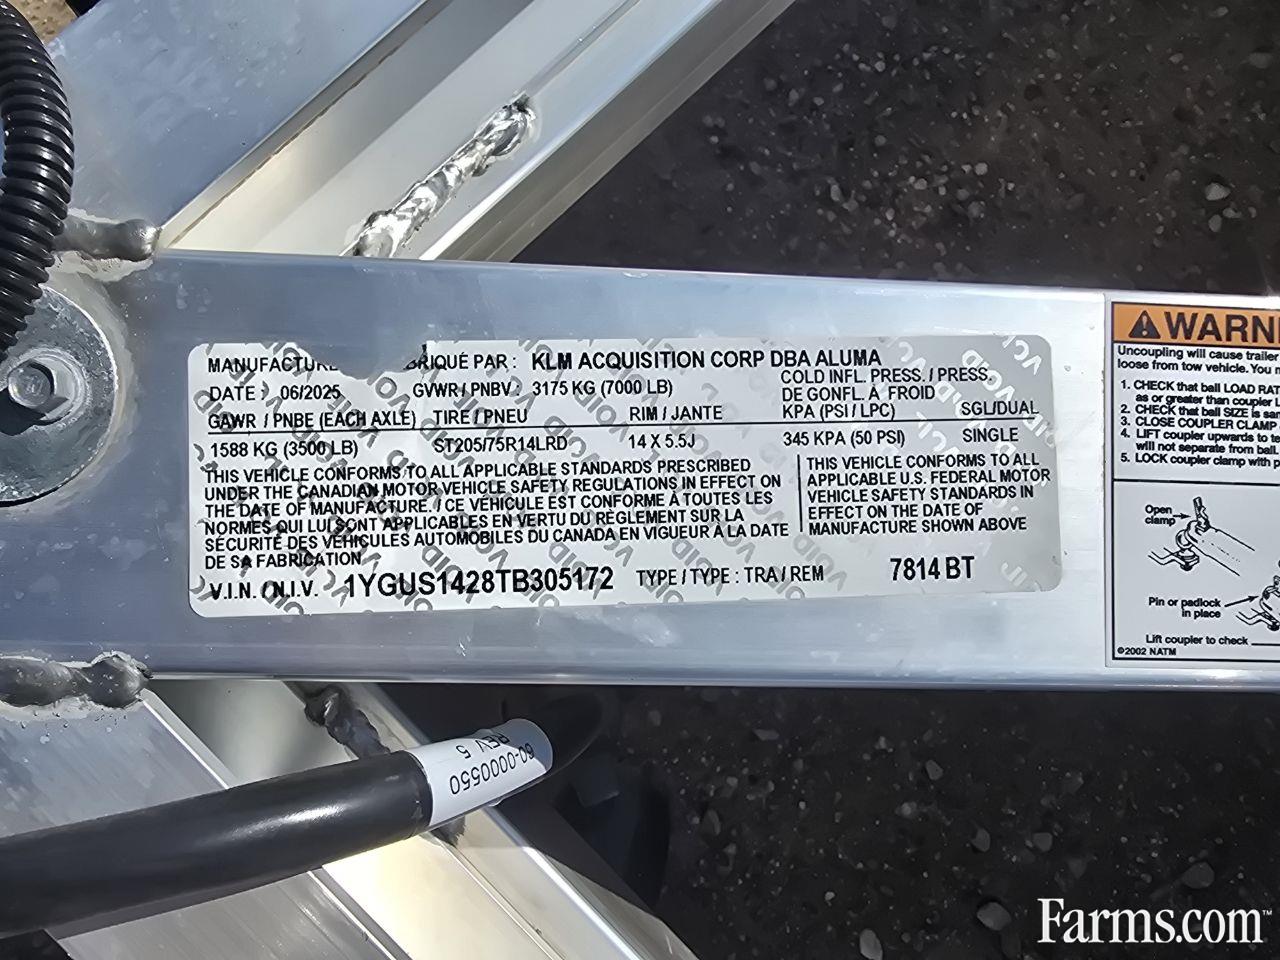 MANUFACTURE BRIQUÉ PAR : KLM ACQUISITION CORP DBA ALUMA
DATE : 06/2025 GVWR / PNBV : 3175 KG (7000 LB) COLD INFL. PRESS. / PRESS.
DE GONFL. À FROID
GAWR / PNBE (EACH AXLE) TIRE / PNEU RIM / JANTE KPA (PSI / LPC) SGL/DUAL
1588 KG (3500 LB) ST205/75R14LRD 14 X 5.5J 345 KPA (50 PSI) SINGLE
THIS VEHICLE CONFORMS TO ALL APPLICABLE STANDARDS PRESCRIBED
UNDER THE CANADIAN MOTOR VEHICLE SAFETY REGULATIONS IN EFFECT ON
THE DATE OF MANUFACTURE. / CE VÉHICULE EST CONFORME À TOUTES LES
NORMES QUI LUI SONT APPLICABLES EN VERTU DU RÈGLEMENT SUR LA
SÉCURITÉ DES VÉHICULES AUTOMOBILES DU CANADA EN VIGUEUR À LA DATE
DE SA FABRICATION
THIS VEHICLE CONFORMS TO ALL
APPLICABLE U.S. FEDERAL MOTOR
VEHICLE SAFETY STANDARDS IN
EFFECT ON THE DATE OF
MANUFACTURE SHOWN ABOVE
V.I.N. / N.I.V. 1YGUS1428TB305172 TYPE / TYPE : TRA / REM 7814 BT
WARNI
Uncoupling will cause trailer
loose from tow vehicle. You m
1. CHECK that ball LOAD RAT
as or greater than coupler L
2. CHECK that ball SIZE is sam
3. CLOSE COUPLER CLAMP
4. LIFT coupler upwards to te
will not separate from ball.
5. LOCK coupler clamp with p
Open
clamp
Pin or padlock
in place
Lift coupler to check
©2002 NATM
60-0000550
REV 5
Farms.com™